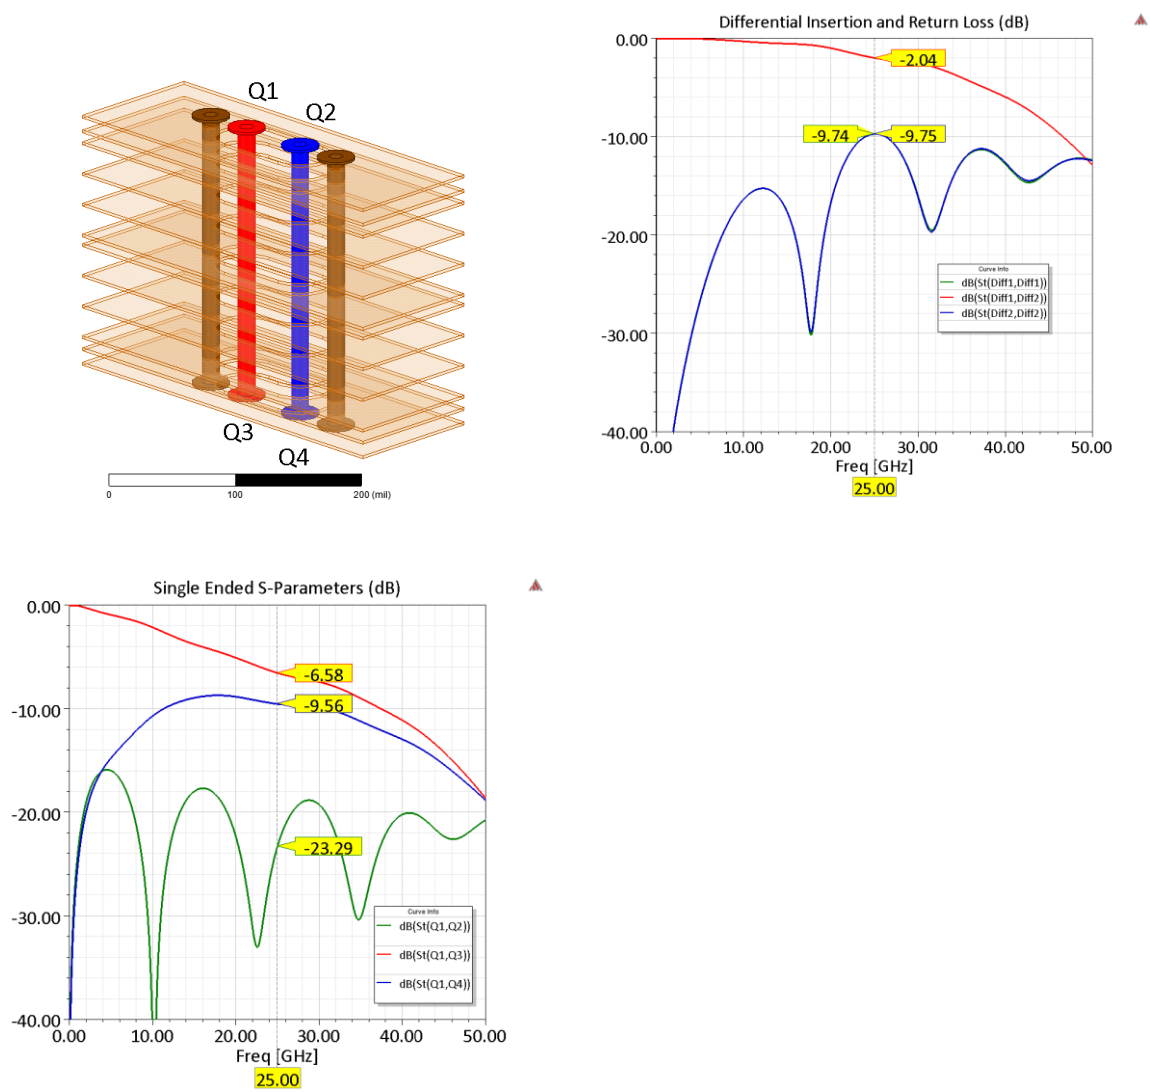 Q1
Q2
Q3
Q4
0
100
200 (mil)
Differential Insertion and Return Loss (dB)
0.00
-10.00
-20.00
-30.00
-40.00
-2.04
-9.74
-9.75
Curve Info
dB(St(Diff1,Diff1))
dB(St(Diff1,Diff2))
dB(St(Diff2,Diff2))
0.00
10.00
20.00
30.00
40.00
50.00
Freq [GHz]
25.00
Single Ended S-Parameters (dB)
0.00
-10.00
-20.00
-30.00
-40.00
-6.58
-9.56
-23.29
Curve Info
dB(St(Q1,Q2))
dB(St(Q1,Q3))
dB(St(Q1,Q4))
0.00
10.00
20.00
30.00
40.00
50.00
Freq [GHz]
25.00